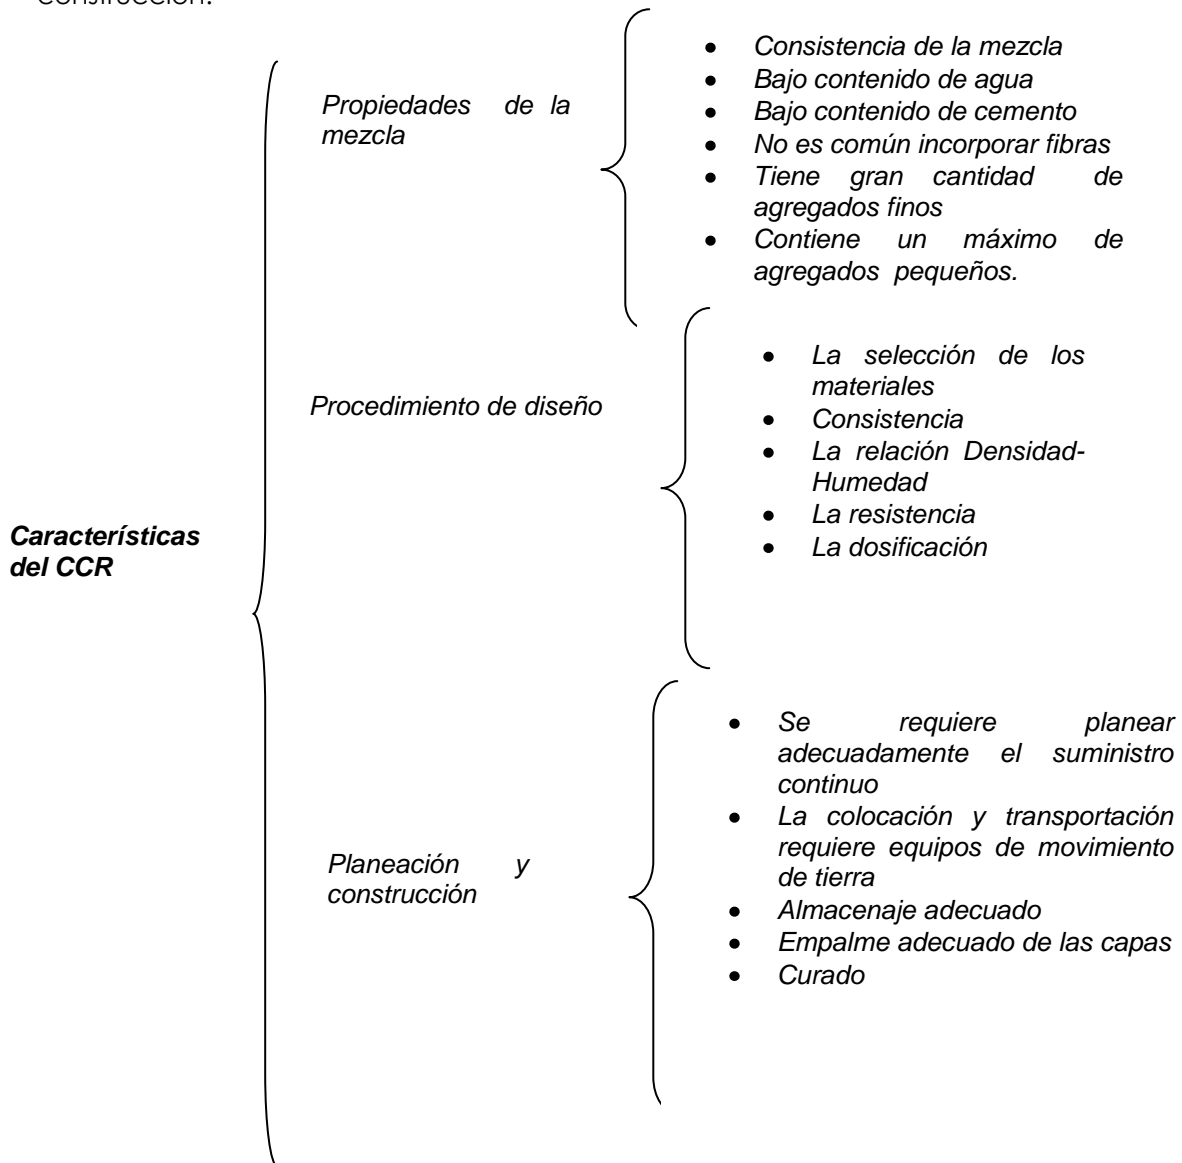 construcción.
Propiedades de la
mezcla
• Consistencia de la mezcla
• Bajo contenido de agua
• Bajo contenido de cemento
• No es común incorporar fibras
• Tiene gran cantidad de
agregados finos
• Contiene un máximo de
agregados pequeños.
Procedimiento de diseño
• La selección de los
materiales
• Consistencia
• La relación Densidad-
Humedad
• La resistencia
• La dosificación
Características
del CCR
Planeación y
construcción
• Se requiere planear
adecuadamente el suministro
continuo
• La colocación y transportación
requiere equipos de movimiento
de tierra
• Almacenaje adecuado
• Empalme adecuado de las capas
• Curado